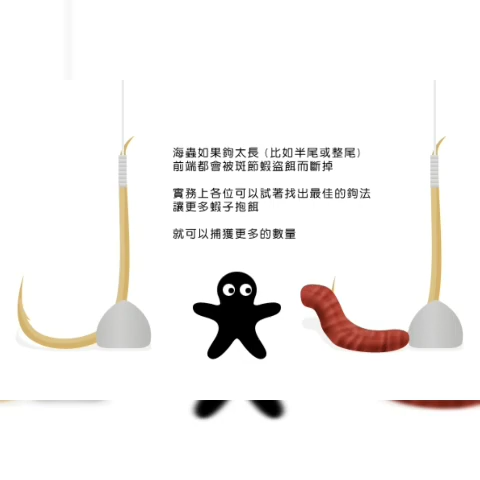 海蟲如果鉤太長 (比如半尾或整尾)
前端都會被斑節蝦盜餌而斷掉
實務上各位可以試著找出最佳的鉤法
讓更多蝦子抱餌
就可以捕獲更多的數量